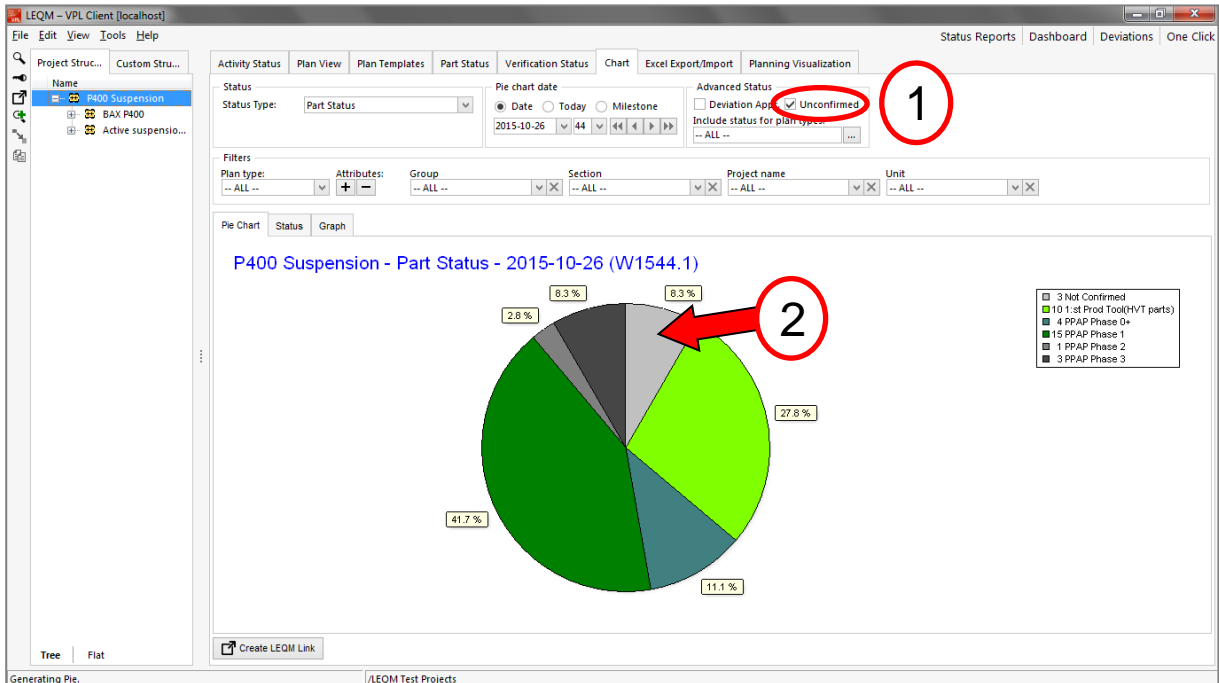 LEQM – VPL Client [localhost]
File Edit View Tools Help
Status Reports Dashboard Deviations One Click
Project Struc... Custom Stru...
Name
P400 Suspension
BAX P400
Active suspensio...
Activity Status Plan View Plan Templates Part Status Verification Status Chart Excel Export/Import Planning Visualization
Status
Status Type: Part Status
Pie chart date
Date Today Milestone
2015-10-26 44
Advanced Status
Deviation App. Unconfirmed
Include status for plan types:
-- ALL -- ...
1
Filters
Plan type: Attributes: Group Section Project name Unit
-- ALL -- + − -- ALL -- -- ALL -- -- ALL -- -- ALL --
Pie Chart Status Graph
P400 Suspension - Part Status - 2015-10-26 (W1544.1)
8.3 % 8.3 %
2.8 %
2
27.8 %
41.7 %
11.1 %
3 Not Confirmed
10 1:st Prod Tool(HVT parts)
4 PPAP Phase 0+
15 PPAP Phase 1
1 PPAP Phase 2
3 PPAP Phase 3
Create LEQM Link
Tree Flat
Generating Pie. /LEQM Test Projects